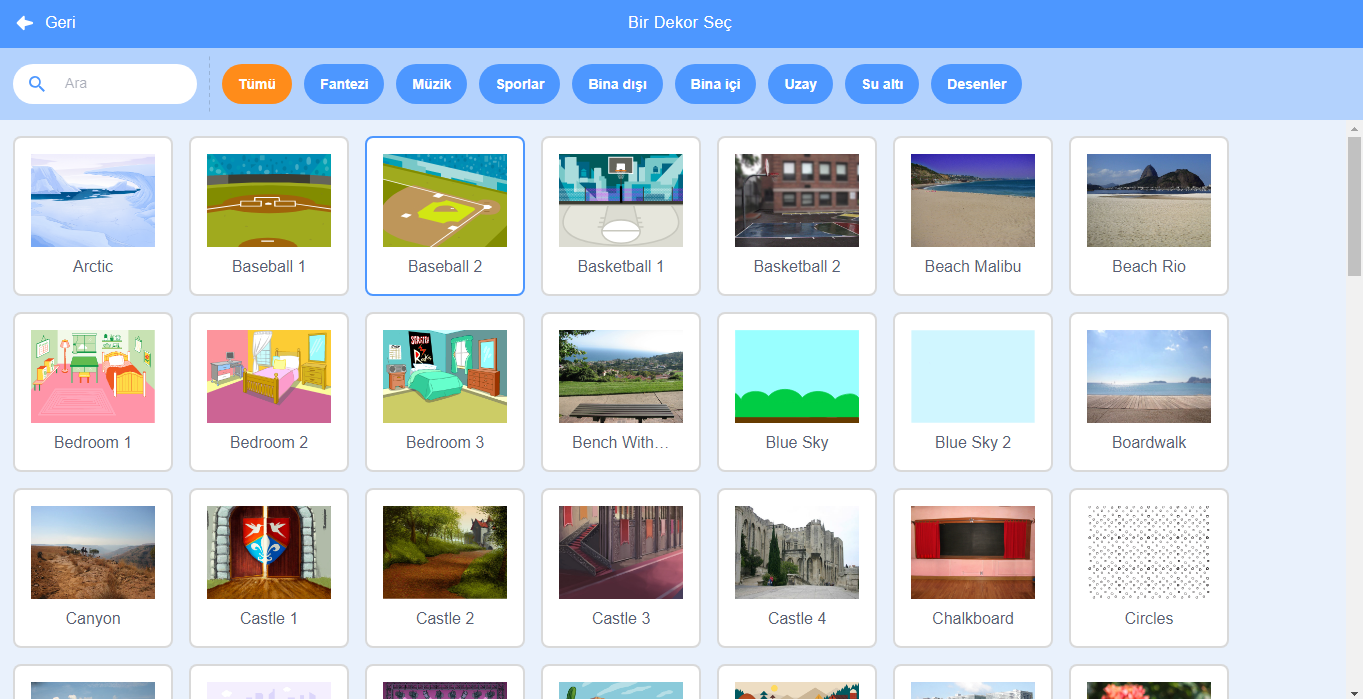 Geri
Bir Dekor Seç
Ara
Tümü
Fantezi
Müzik
Sporlar
Bina dışı
Bina içi
Uzay
Su altı
Desenler
Arctic
Baseball 1
Baseball 2
Basketball 1
Basketball 2
Beach Malibu
Beach Rio
Bedroom 1
Bedroom 2
Bedroom 3
Bench With...
Blue Sky
Blue Sky 2
Boardwalk
Canyon
Castle 1
Castle 2
Castle 3
Castle 4
Chalkboard
Circles